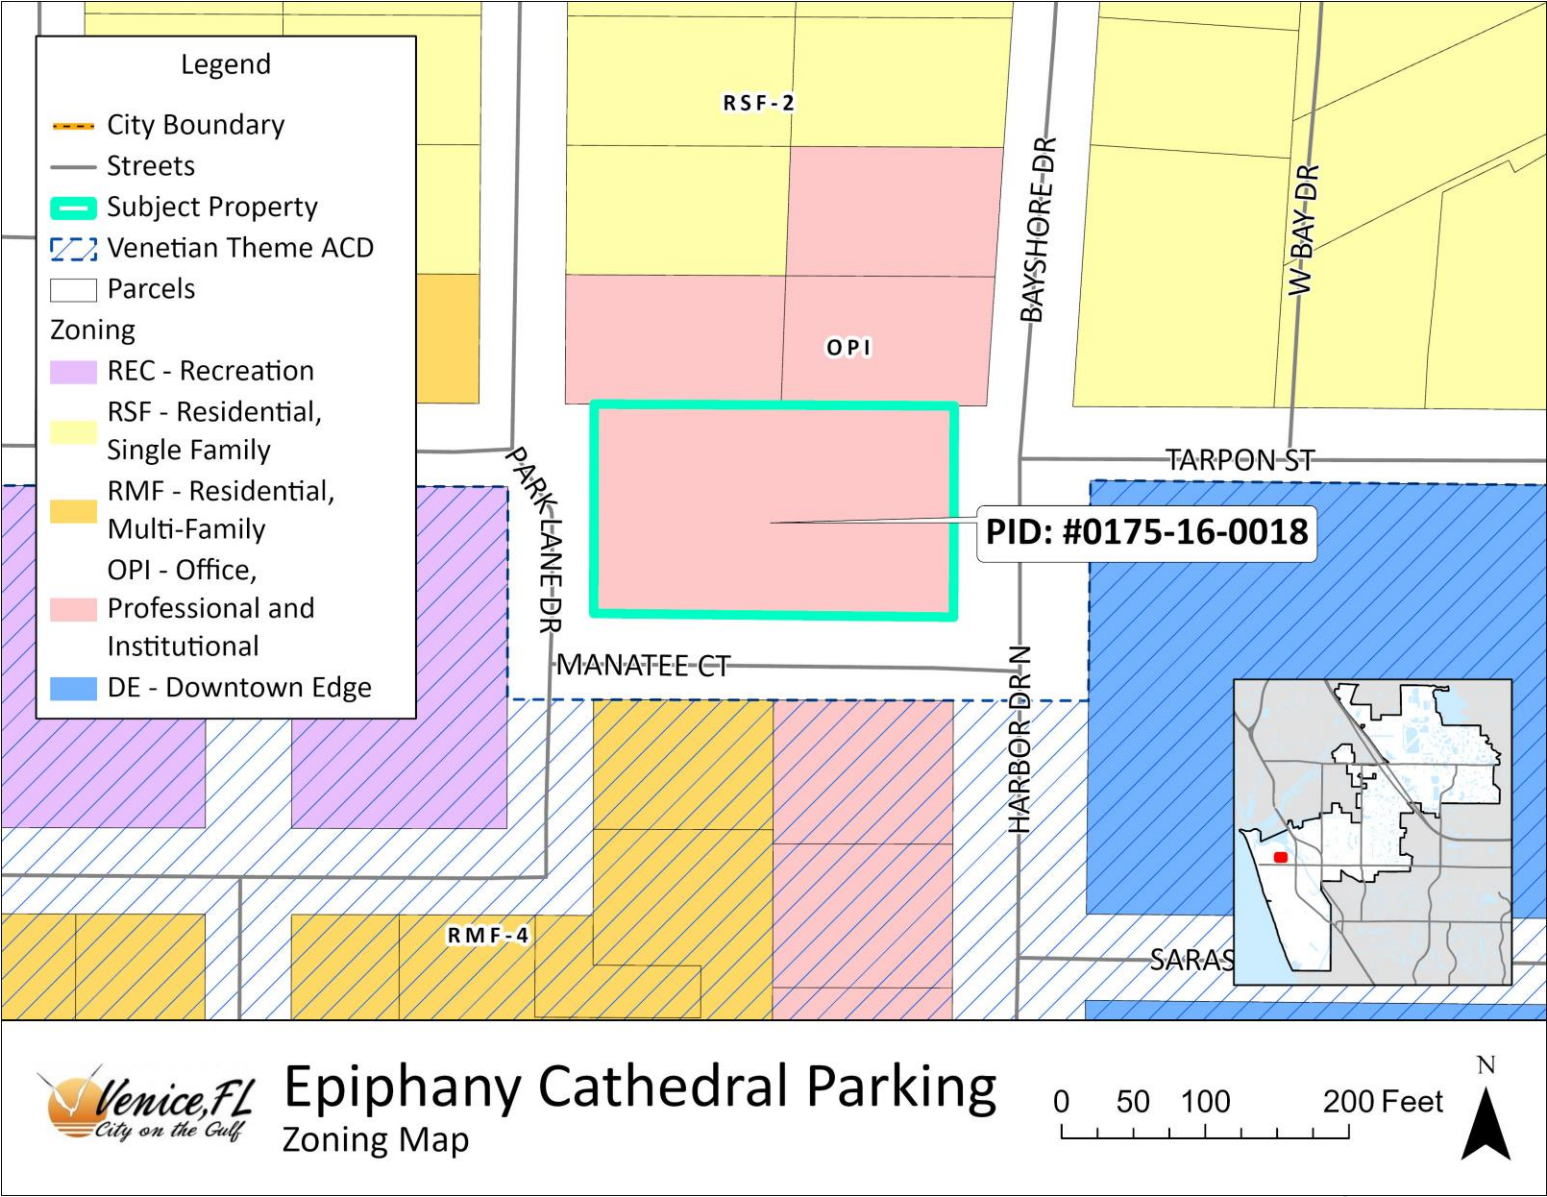 Legend
City Boundary
Streets
Subject Property
Venetian Theme ACD
Parcels
Zoning
REC - Recreation
RSF - Residential,
Single Family
RMF - Residential,
Multi-Family
OPI - Office,
Professional and
Institutional
DE - Downtown Edge
RSF-2
OPI
BAYSHORE DR
W BAY DR
TARPON ST
PARK LANE DR
PID: #0175-16-0018
MANATEE CT
HARBOR DR N
RMF-4
SARAS
Venice, FL
City on the Gulf
Epiphany Cathedral Parking
Zoning Map
0 50 100 200 Feet
N